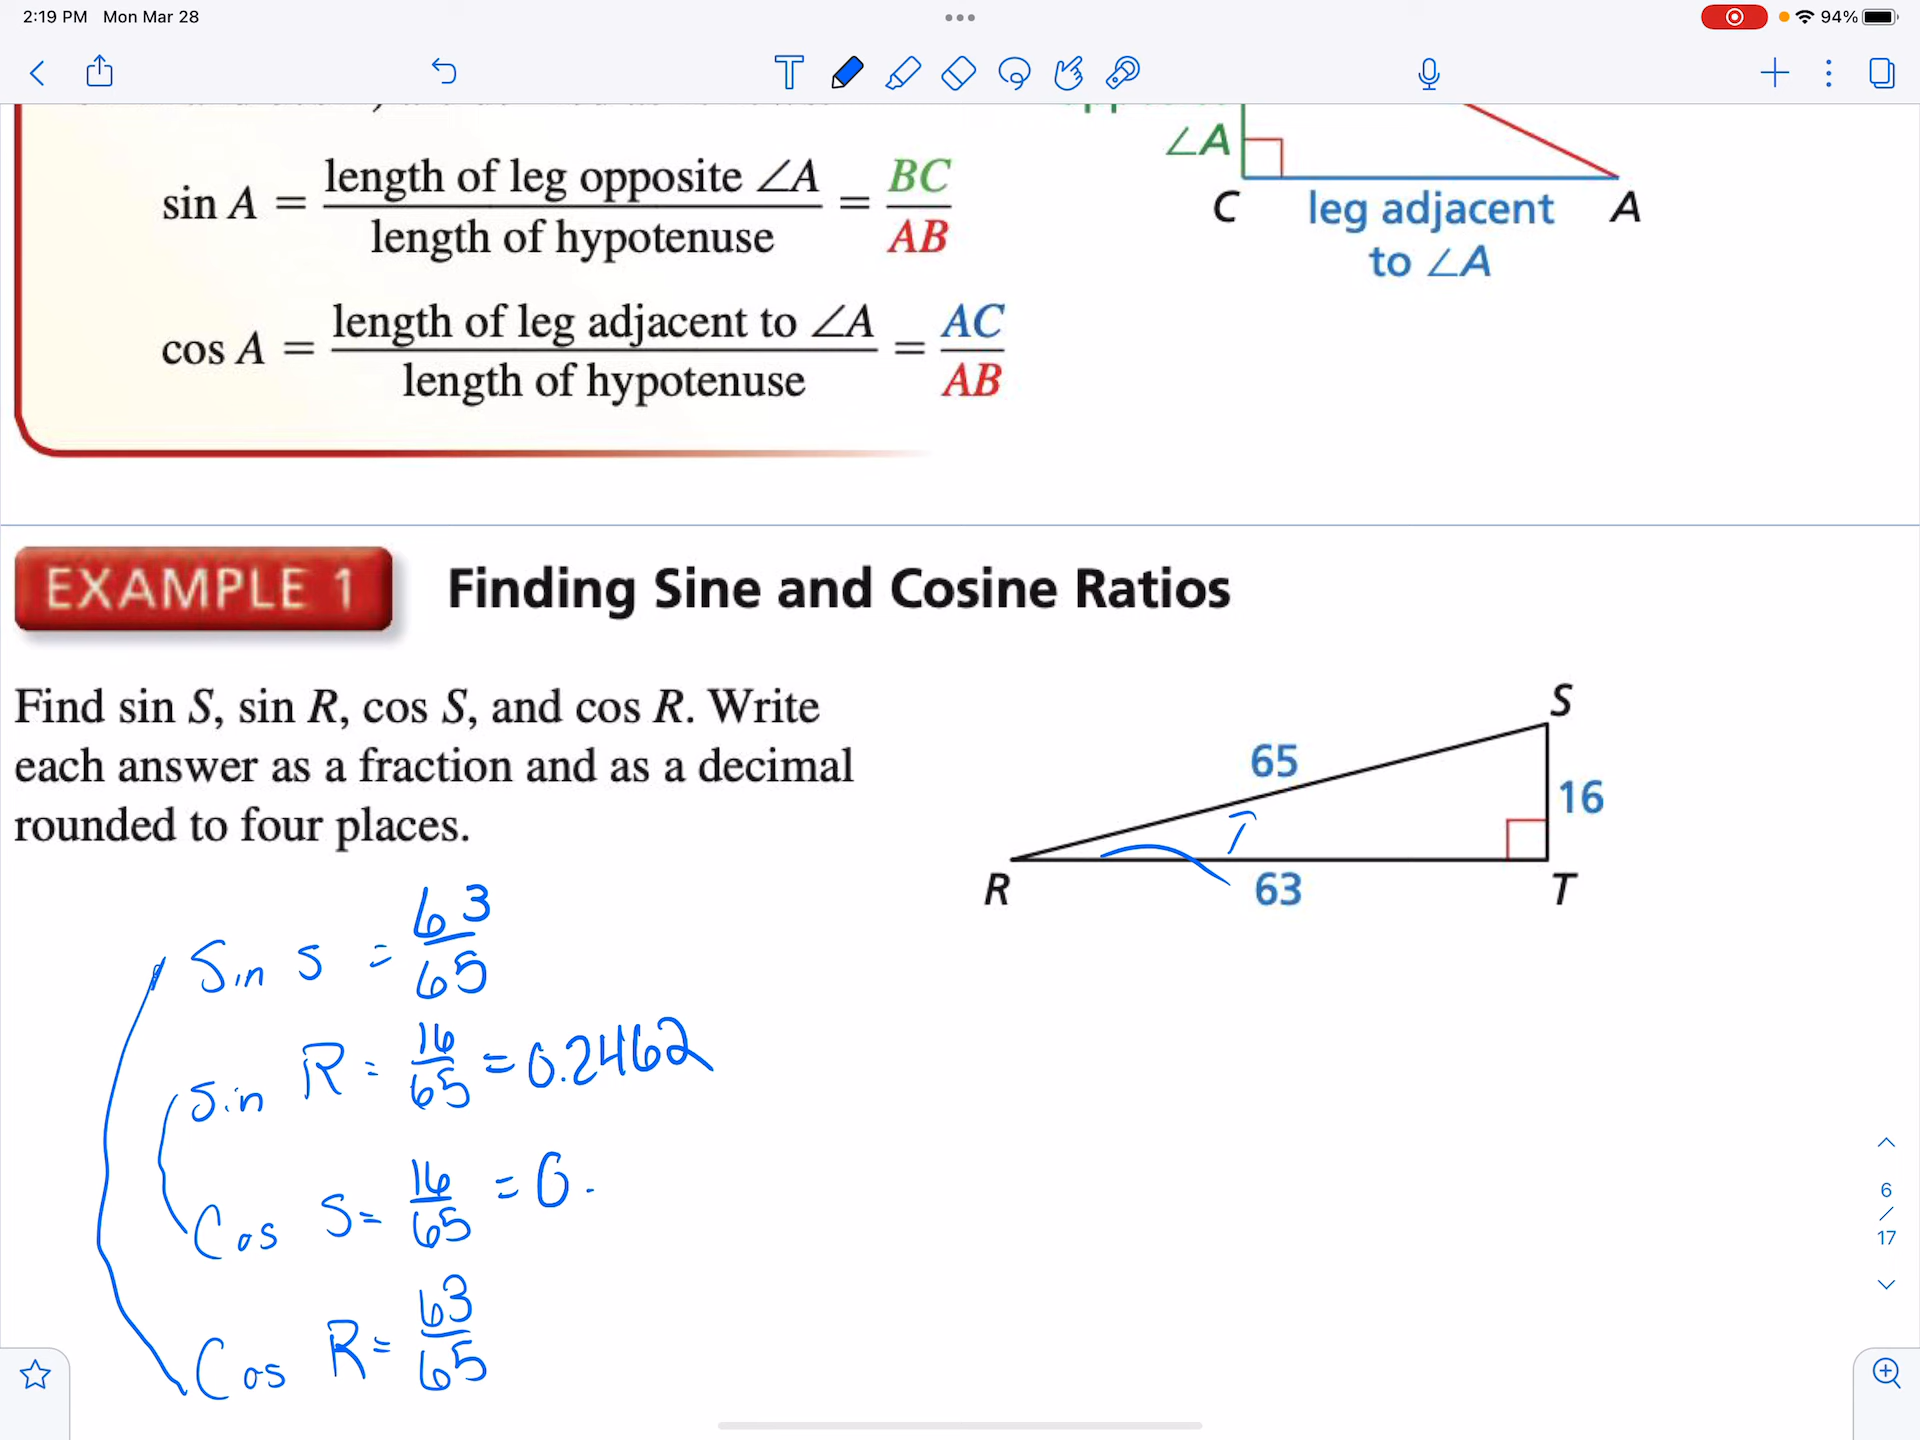 2:19 PM Mon Mar 28
94%
∠A
C
leg adjacent
to ∠A
A
sin A = length of leg opposite ∠A / length of hypotenuse = BC / AB
cos A = length of leg adjacent to ∠A / length of hypotenuse = AC / AB
EXAMPLE 1 Finding Sine and Cosine Ratios
Find sin S, sin R, cos S, and cos R. Write
each answer as a fraction and as a decimal
rounded to four places.
S
65
16
R
63
T
Sin S = 63/65
Sin R = 16/65 = 0.2462
Cos S = 16/65 = 0.
Cos R = 63/65
6
/
17